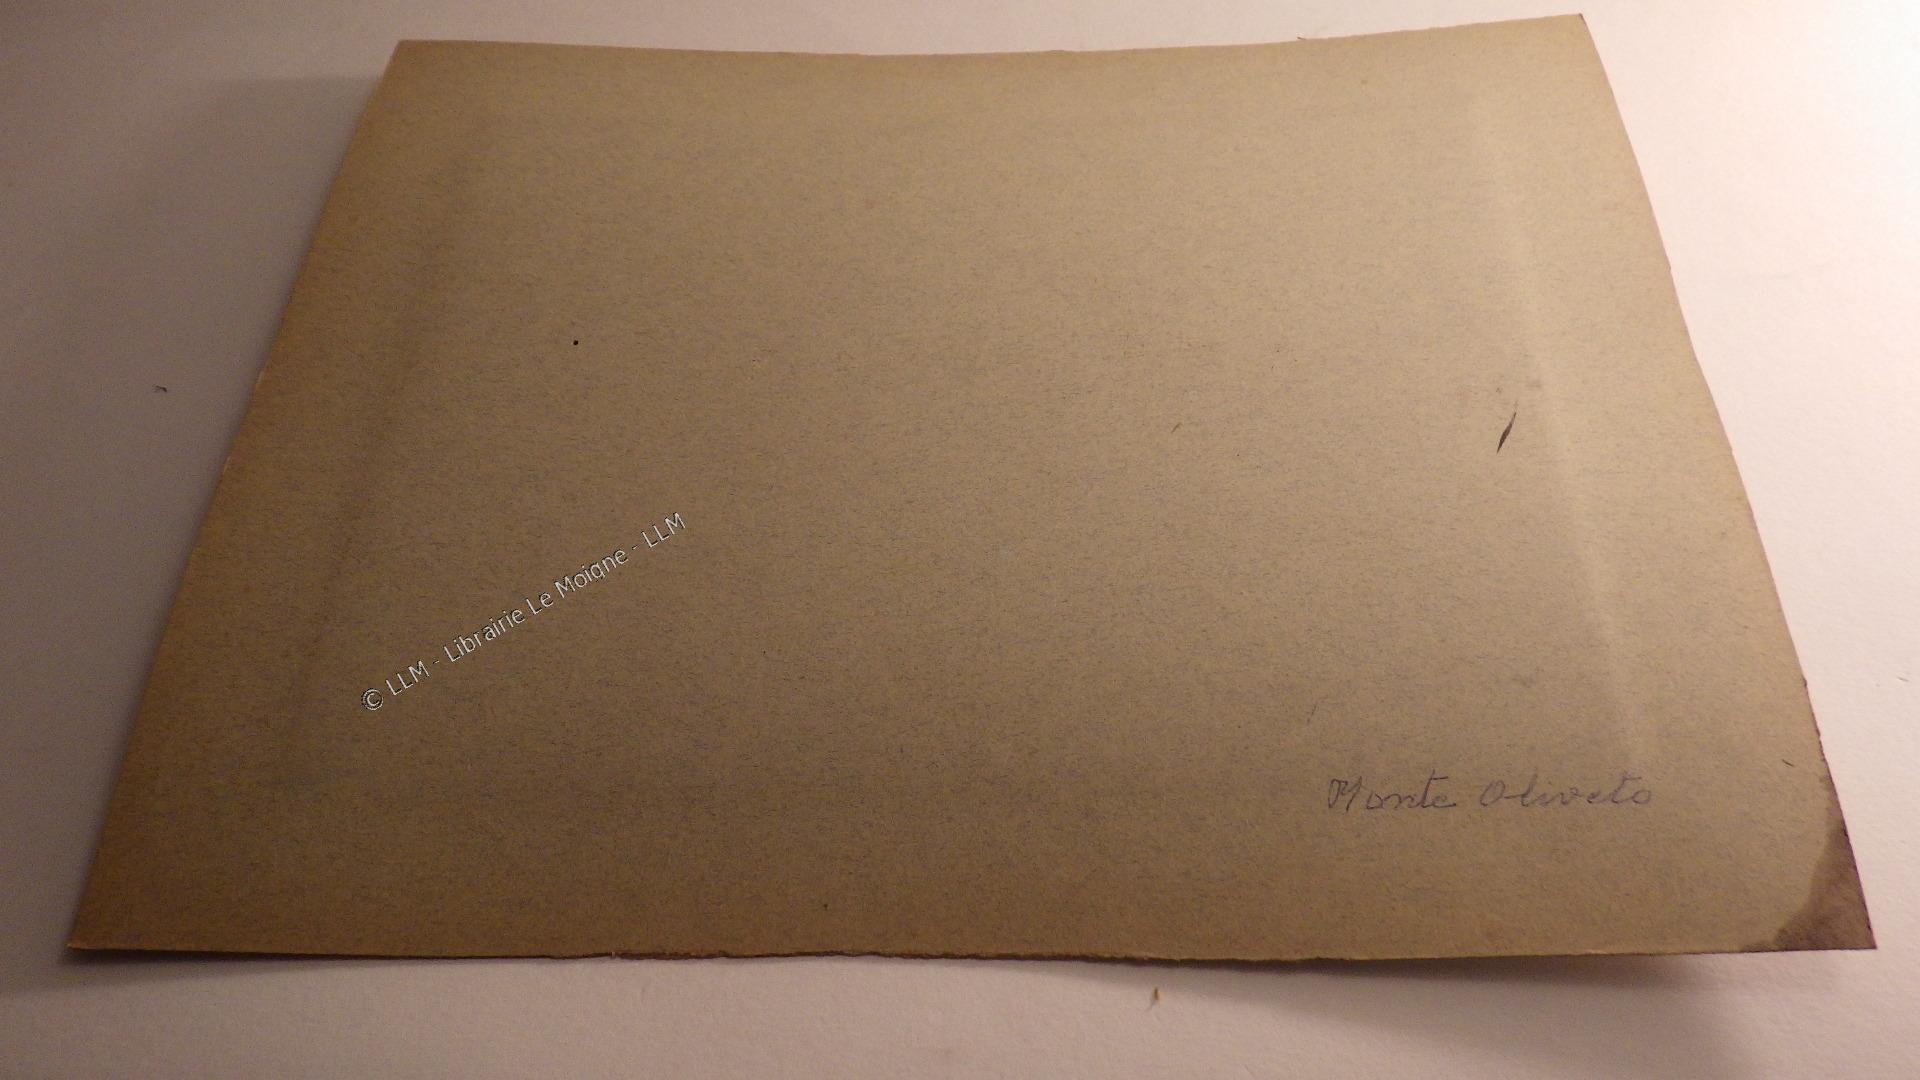 © LLM - Librairie Le Moigne - LLM
Monte Oliveto